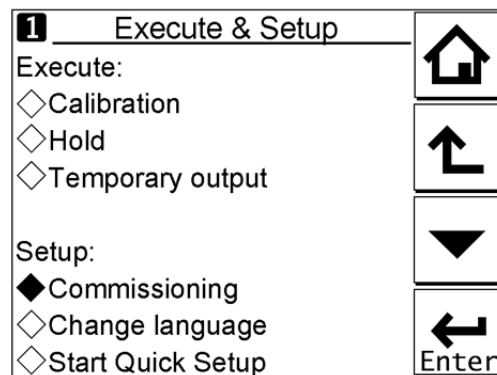 1 Execute & Setup
Execute:
Calibration
Hold
Temporary output
Setup:
Commissioning
Change language
Start Quick Setup
Enter